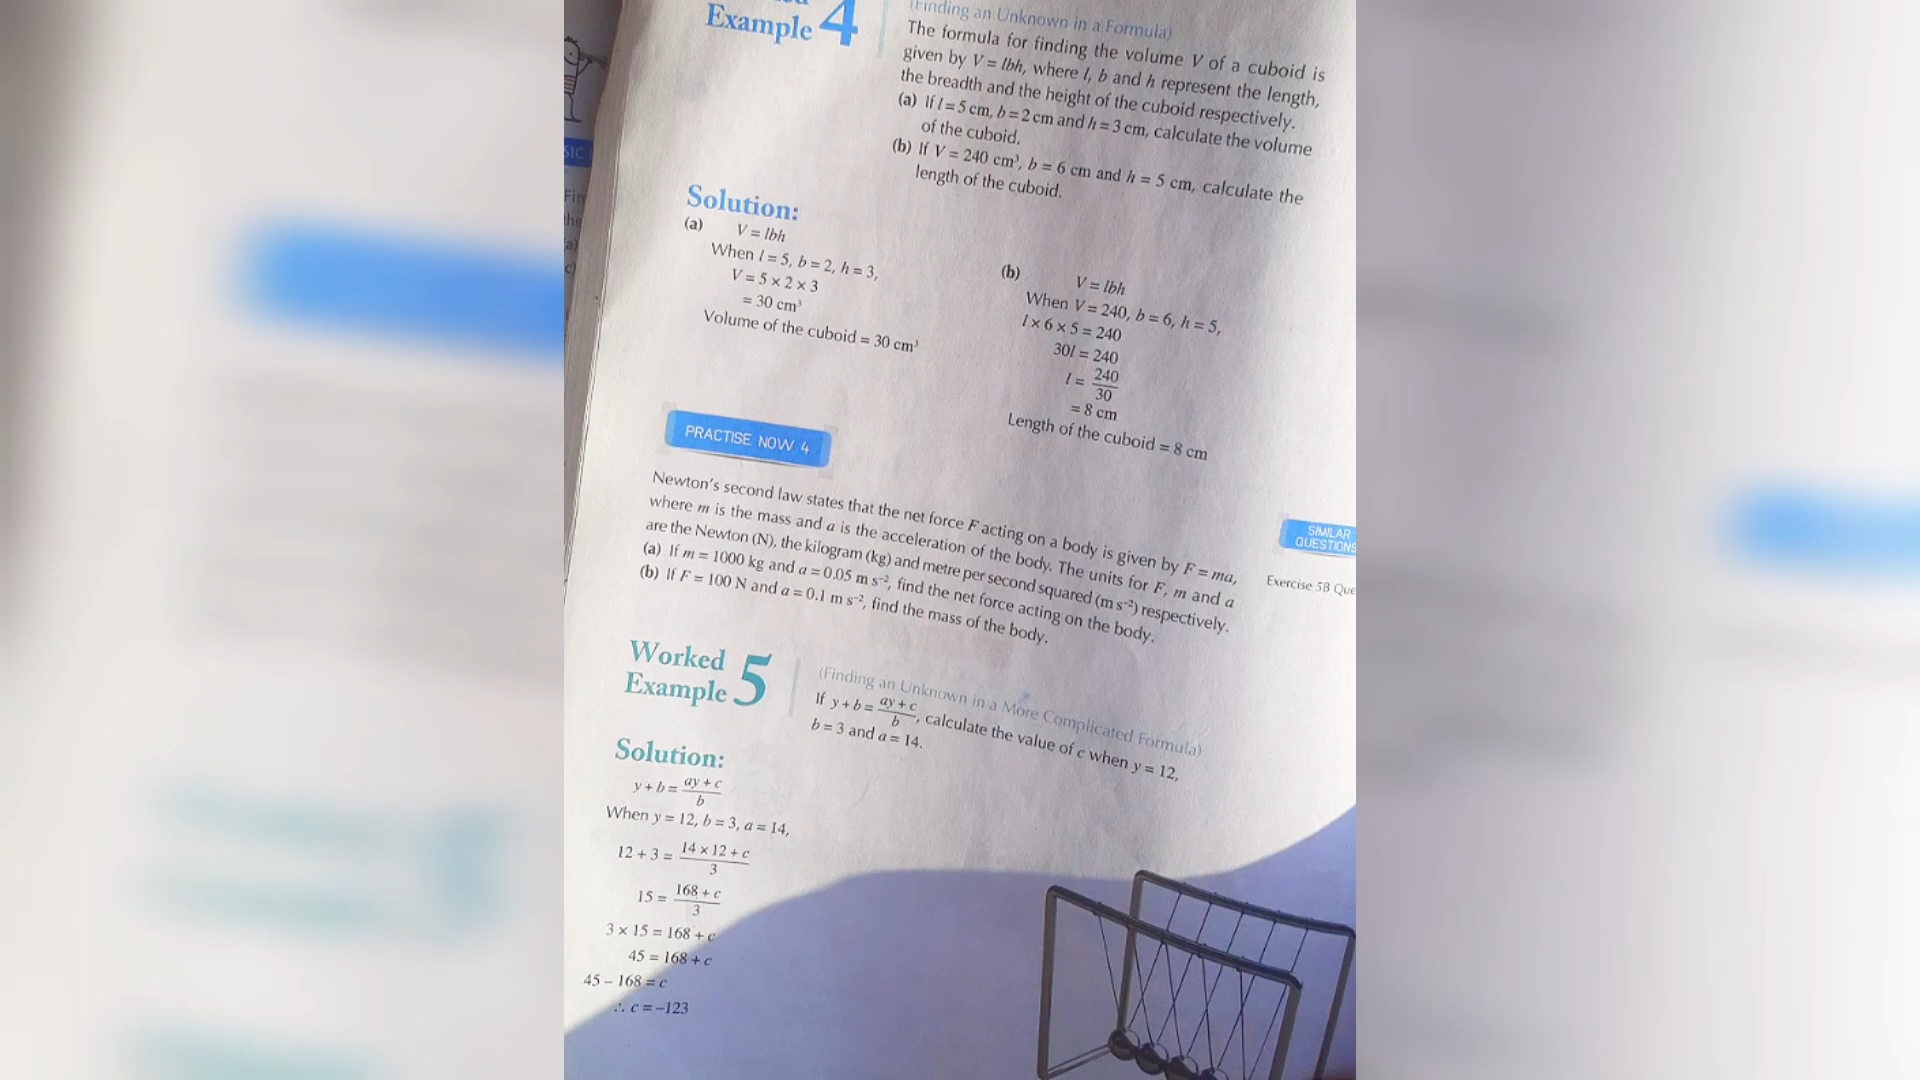 Example 4
(Finding an Unknown in a Formula)
The formula for finding the volume V of a cuboid is
given by V = lbh, where l, b and h represent the length,
the breadth and the height of the cuboid respectively.
(a) If l = 5 cm, b = 2 cm and h = 3 cm, calculate the volume
of the cuboid.
(b) If V = 240 cm³, b = 6 cm and h = 5 cm, calculate the
length of the cuboid.
Solution:
(a) V = lbh
When l = 5, b = 2, h = 3,
V = 5 × 2 × 3
= 30 cm³
Volume of the cuboid = 30 cm³
(b) V = lbh
When V = 240, b = 6, h = 5,
l × 6 × 5 = 240
30l = 240
l = 240/30
= 8 cm
Length of the cuboid = 8 cm
PRACTISE NOW 4
Newton's second law states that the net force F acting on a body is given by F = ma,
where m is the mass and a is the acceleration of the body. The units for F, m and a
are the Newton (N), the kilogram (kg) and metre per second squared (m s⁻²) respectively.
(a) If m = 1000 kg and a = 0.05 m s⁻², find the net force acting on the body.
(b) If F = 100 N and a = 0.1 m s⁻², find the mass of the body.
SIMILAR
QUESTIONS
Exercise 5B
Worked
Example 5
(Finding an Unknown in a More Complicated Formula)
If y + b = (ay + c)/b, calculate the value of c when y = 12,
b = 3 and a = 14.
Solution:
y + b = (ay + c)/b
When y = 12, b = 3, a = 14,
12 + 3 = (14 × 12 + c)/3
15 = (168 + c)/3
3 × 15 = 168 + c
45 = 168 + c
45 – 168 = c
∴ c = –123